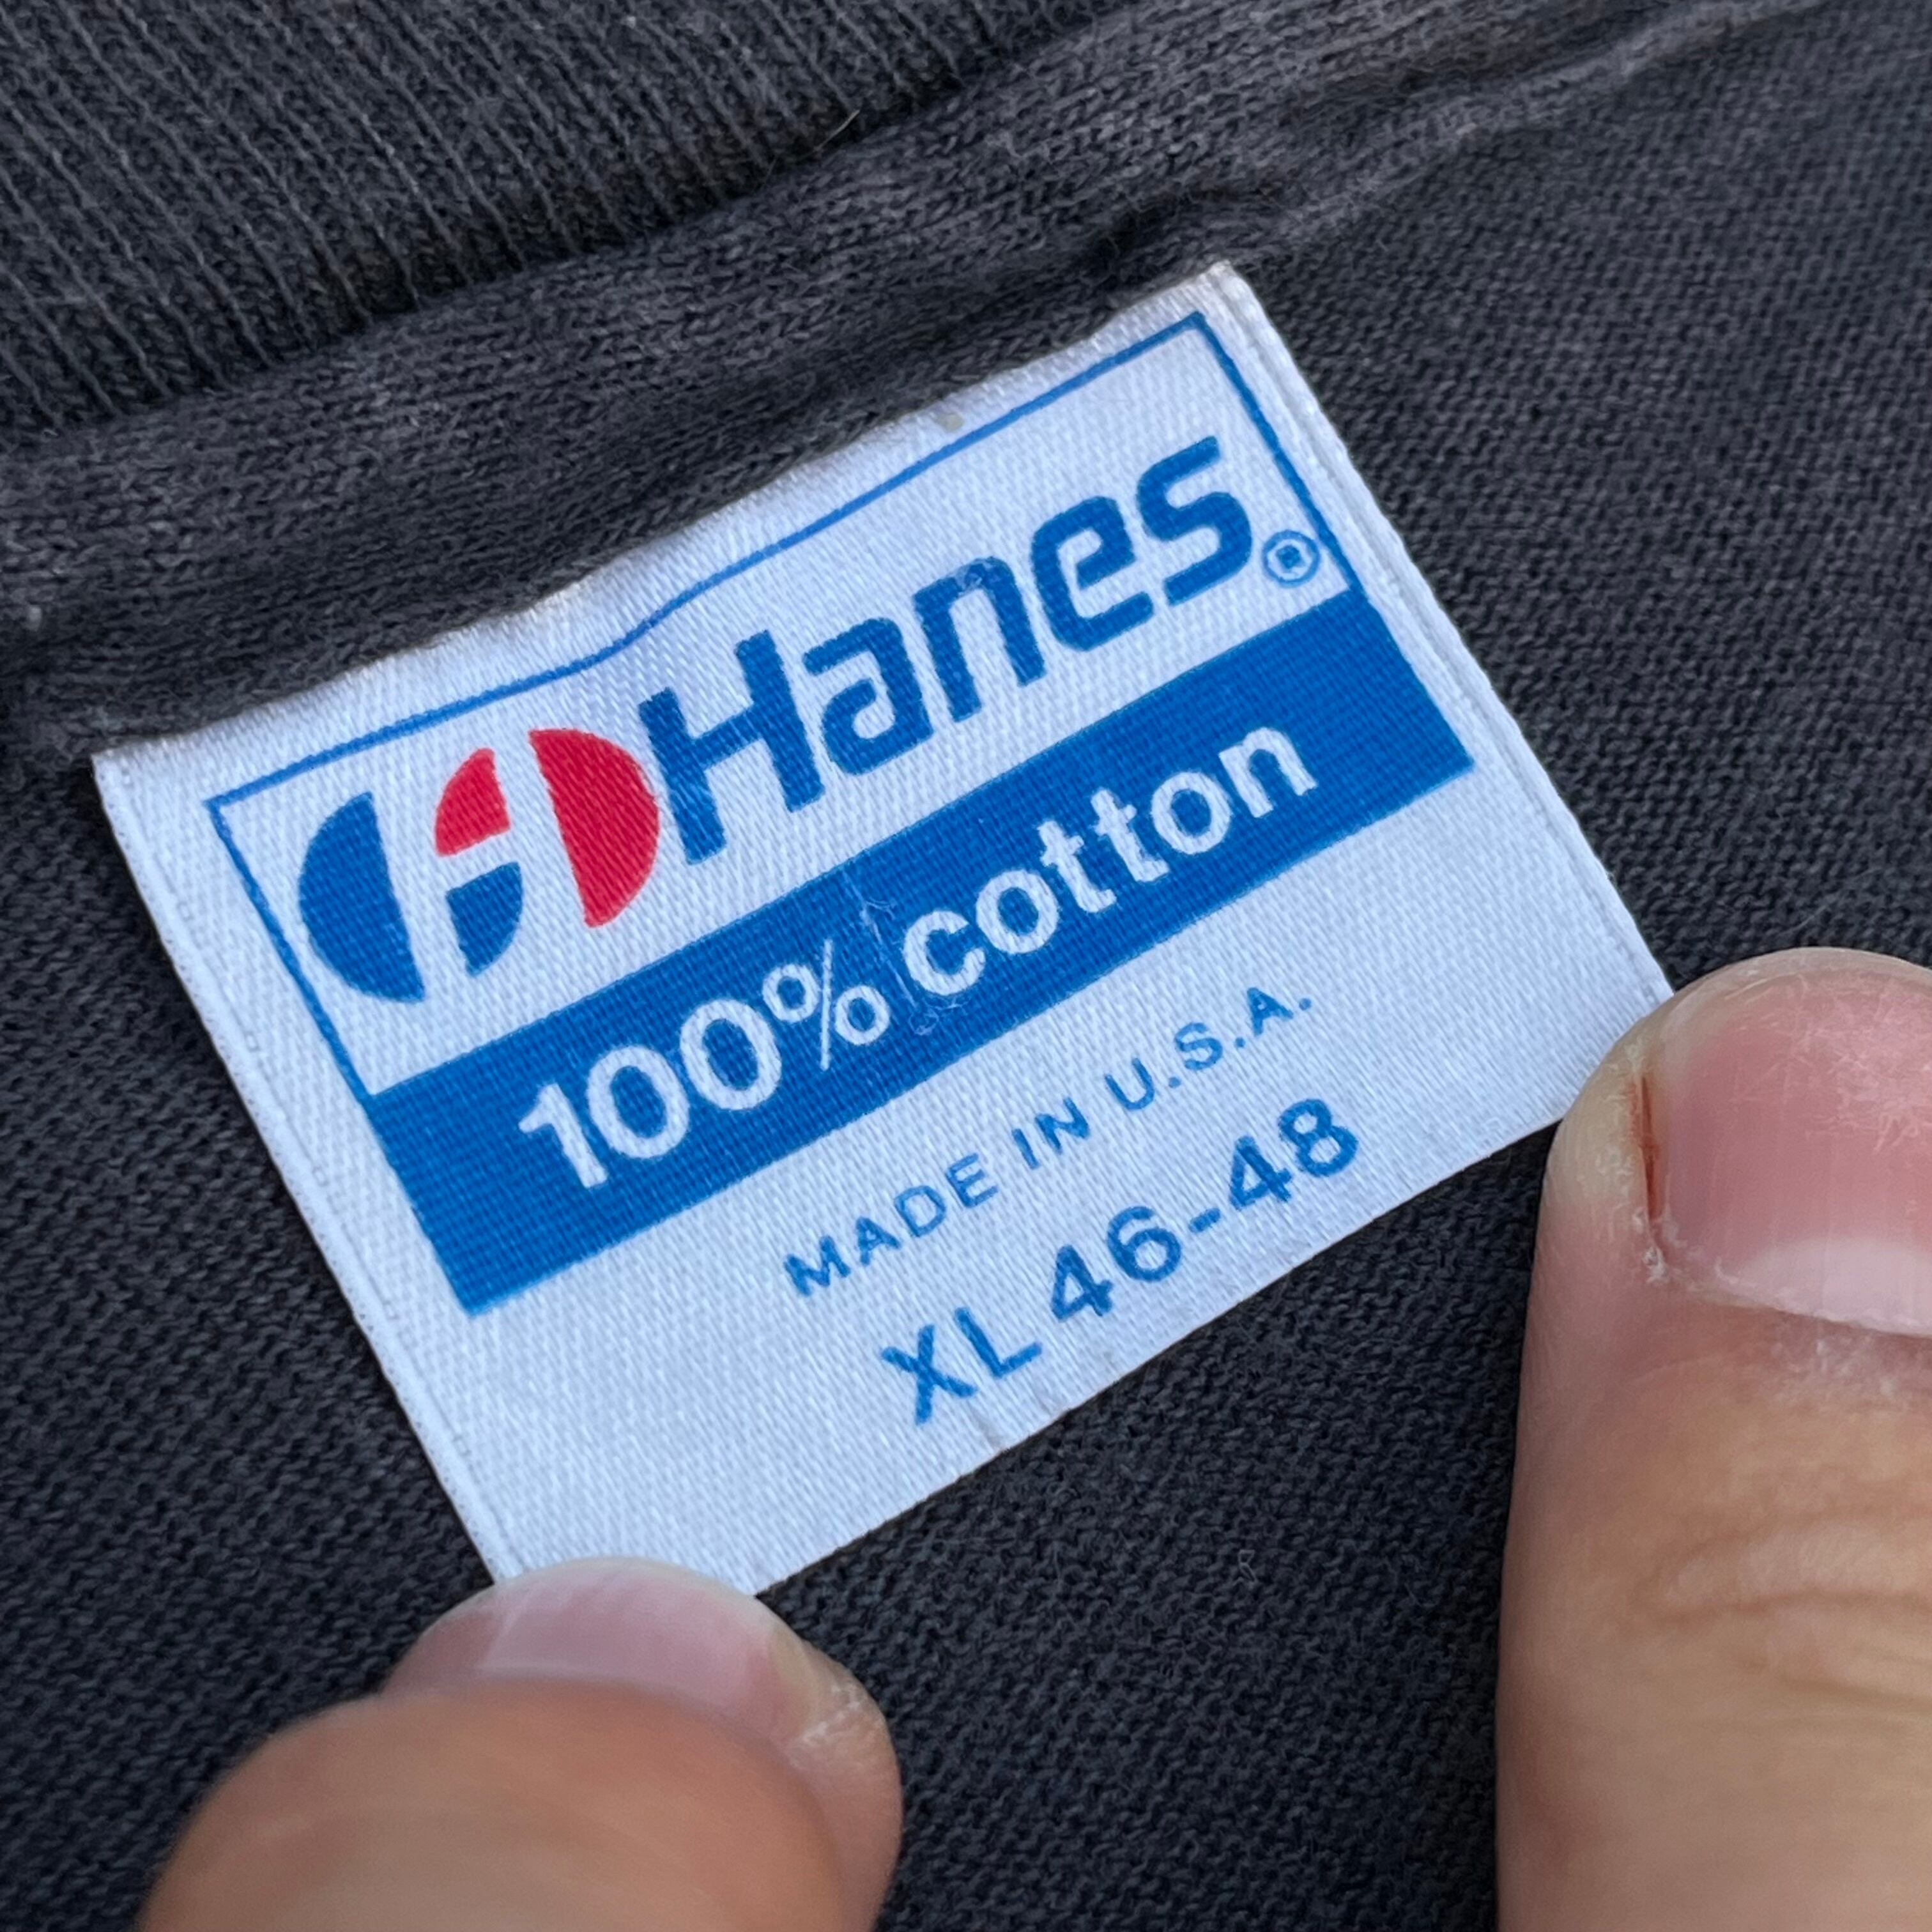 Hanes®
100% cotton
MADE IN U.S.A.
XL 46-48